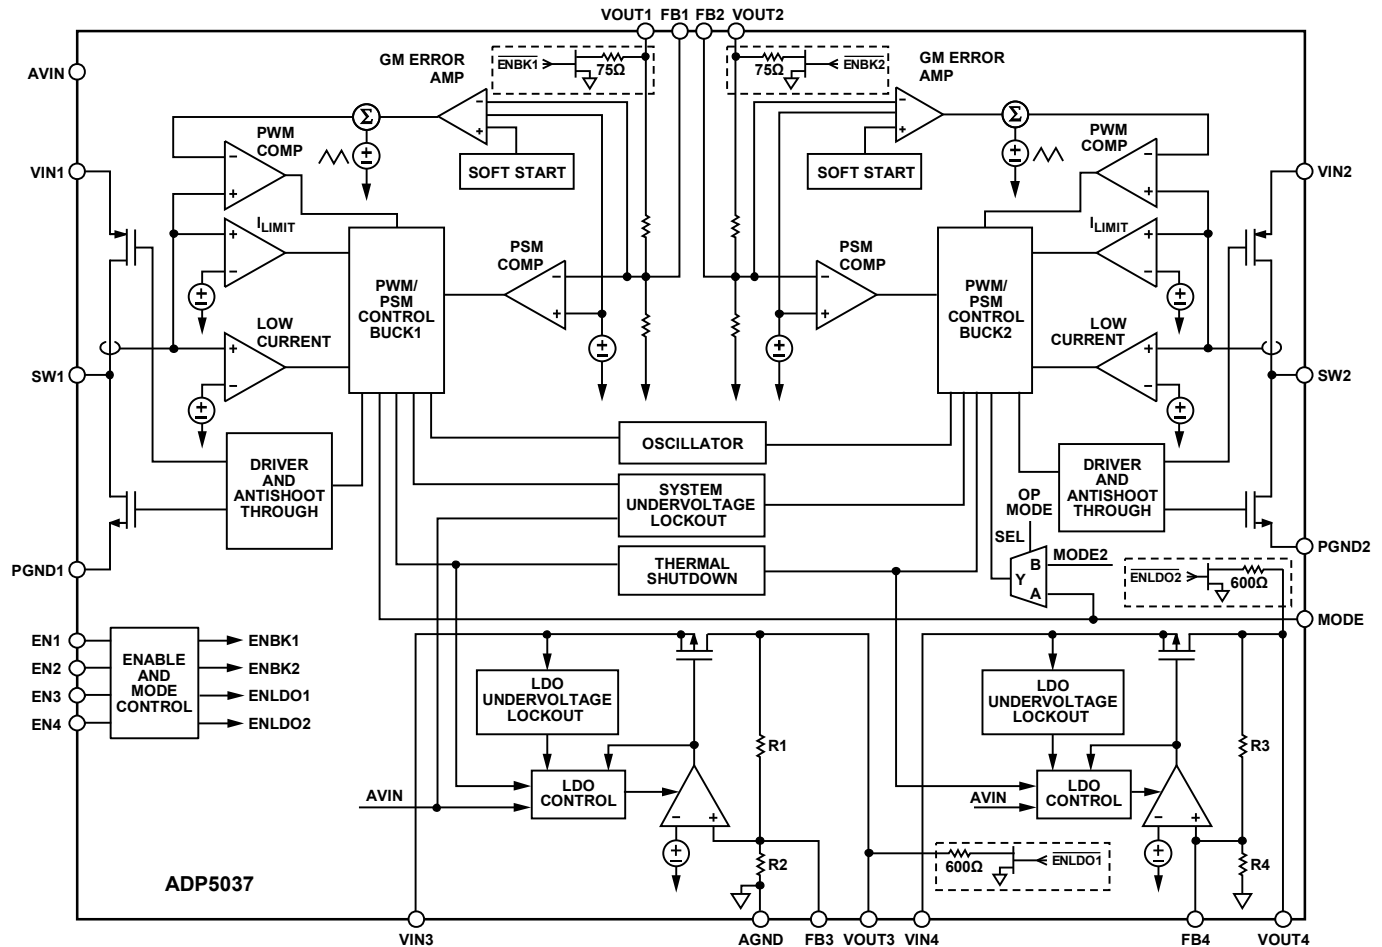 VOUT1 FB1 FB2 VOUT2
AVIN
GM ERROR
AMP
ENBK1
75Ω
75Ω
ENBK2
GM ERROR
AMP
Σ
Σ
PWM
COMP
SOFT START
SOFT START
PWM
COMP
VIN1
VIN2
ILIMIT
ILIMIT
PSM
COMP
PSM
COMP
PWM/
PSM
CONTROL
BUCK1
PWM/
PSM
CONTROL
BUCK2
LOW
CURRENT
LOW
CURRENT
SW1
SW2
OSCILLATOR
DRIVER
AND
ANTISHOOT
THROUGH
SYSTEM
UNDERVOLTAGE
LOCKOUT
DRIVER
AND
ANTISHOOT
THROUGH
OP
MODE
SEL
THERMAL
SHUTDOWN
B
Y
A
MODE2
ENLDO2
600Ω
PGND1
PGND2
MODE
EN1
EN2
EN3
EN4
ENABLE
AND
MODE
CONTROL
ENBK1
ENBK2
ENLDO1
ENLDO2
LDO
UNDERVOLTAGE
LOCKOUT
LDO
UNDERVOLTAGE
LOCKOUT
R1
R3
AVIN
LDO
CONTROL
AVIN
LDO
CONTROL
R2
600Ω
ENLDO1
R4
ADP5037
VIN3
AGND
FB3
VOUT3
VIN4
FB4
VOUT4